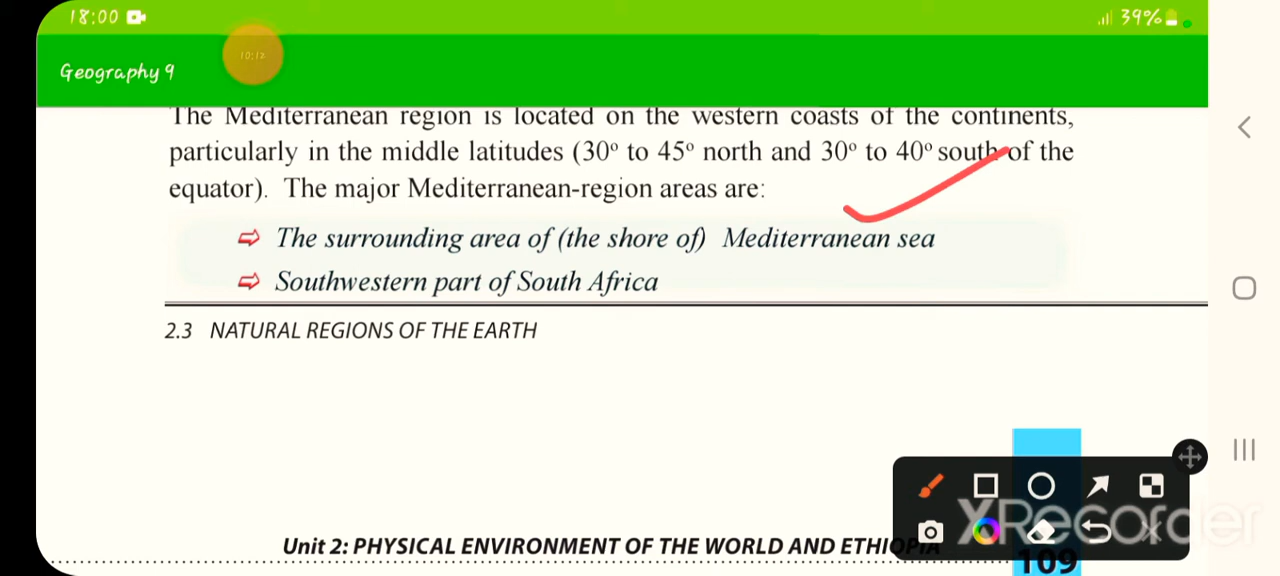 18:00
39%
Geography 9
10:12
The Mediterranean region is located on the western coasts of the continents,
particularly in the middle latitudes (30° to 45° north and 30° to 40° south of the
equator). The major Mediterranean-region areas are:
⇨ The surrounding area of (the shore of) Mediterranean sea
⇨ Southwestern part of South Africa
2.3 NATURAL REGIONS OF THE EARTH
XRecorder
Unit 2: PHYSICAL ENVIRONMENT OF THE WORLD AND ETHIOPIA
109